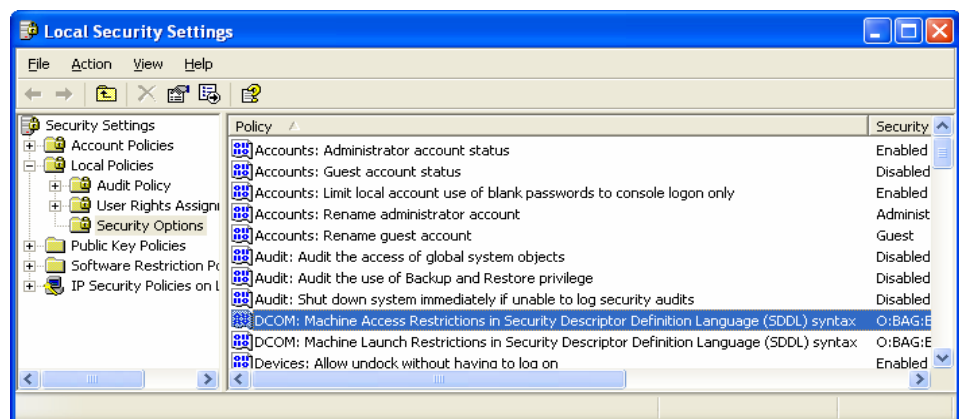 Local Security Settings
File Action View Help
Security Settings
Account Policies
Local Policies
Audit Policy
User Rights Assign
Security Options
Public Key Policies
Software Restriction Po
IP Security Policies on L
Policy Security
Accounts: Administrator account status Enabled
Accounts: Guest account status Disabled
Accounts: Limit local account use of blank passwords to console logon only Enabled
Accounts: Rename administrator account Administ
Accounts: Rename guest account Guest
Audit: Audit the access of global system objects Disabled
Audit: Audit the use of Backup and Restore privilege Disabled
Audit: Shut down system immediately if unable to log security audits Disabled
DCOM: Machine Access Restrictions in Security Descriptor Definition Language (SDDL) syntax O:BAG:E
DCOM: Machine Launch Restrictions in Security Descriptor Definition Language (SDDL) syntax O:BAG:E
Devices: Allow undock without having to log on Enabled